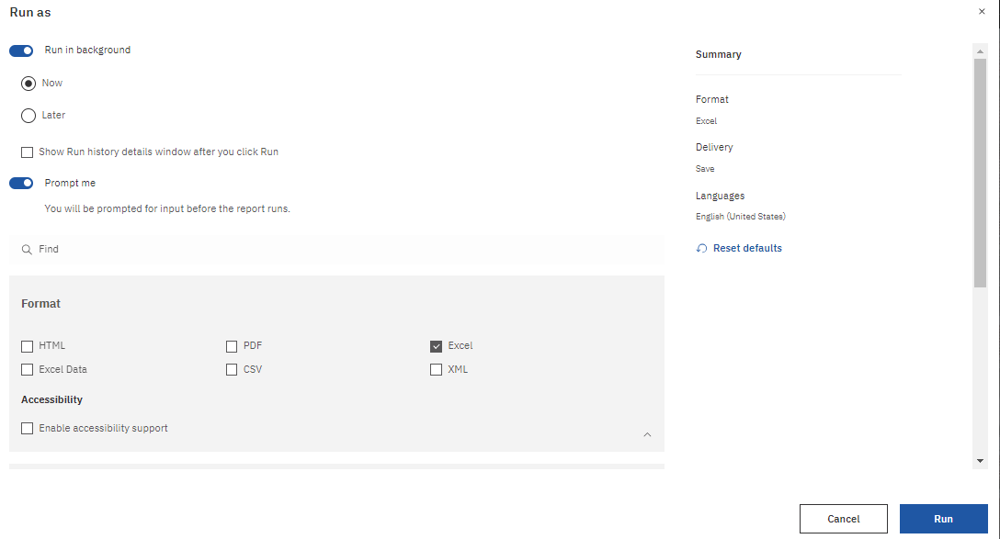 Run as
Run in background
Now
Later
Show Run history details window after you click Run
Prompt me
You will be prompted for input before the report runs.
Find
Format
HTML
PDF
Excel
Excel Data
CSV
XML
Accessibility
Enable accessibility support
Summary
Format
Excel
Delivery
Save
Languages
English (United States)
Reset defaults
Cancel
Run